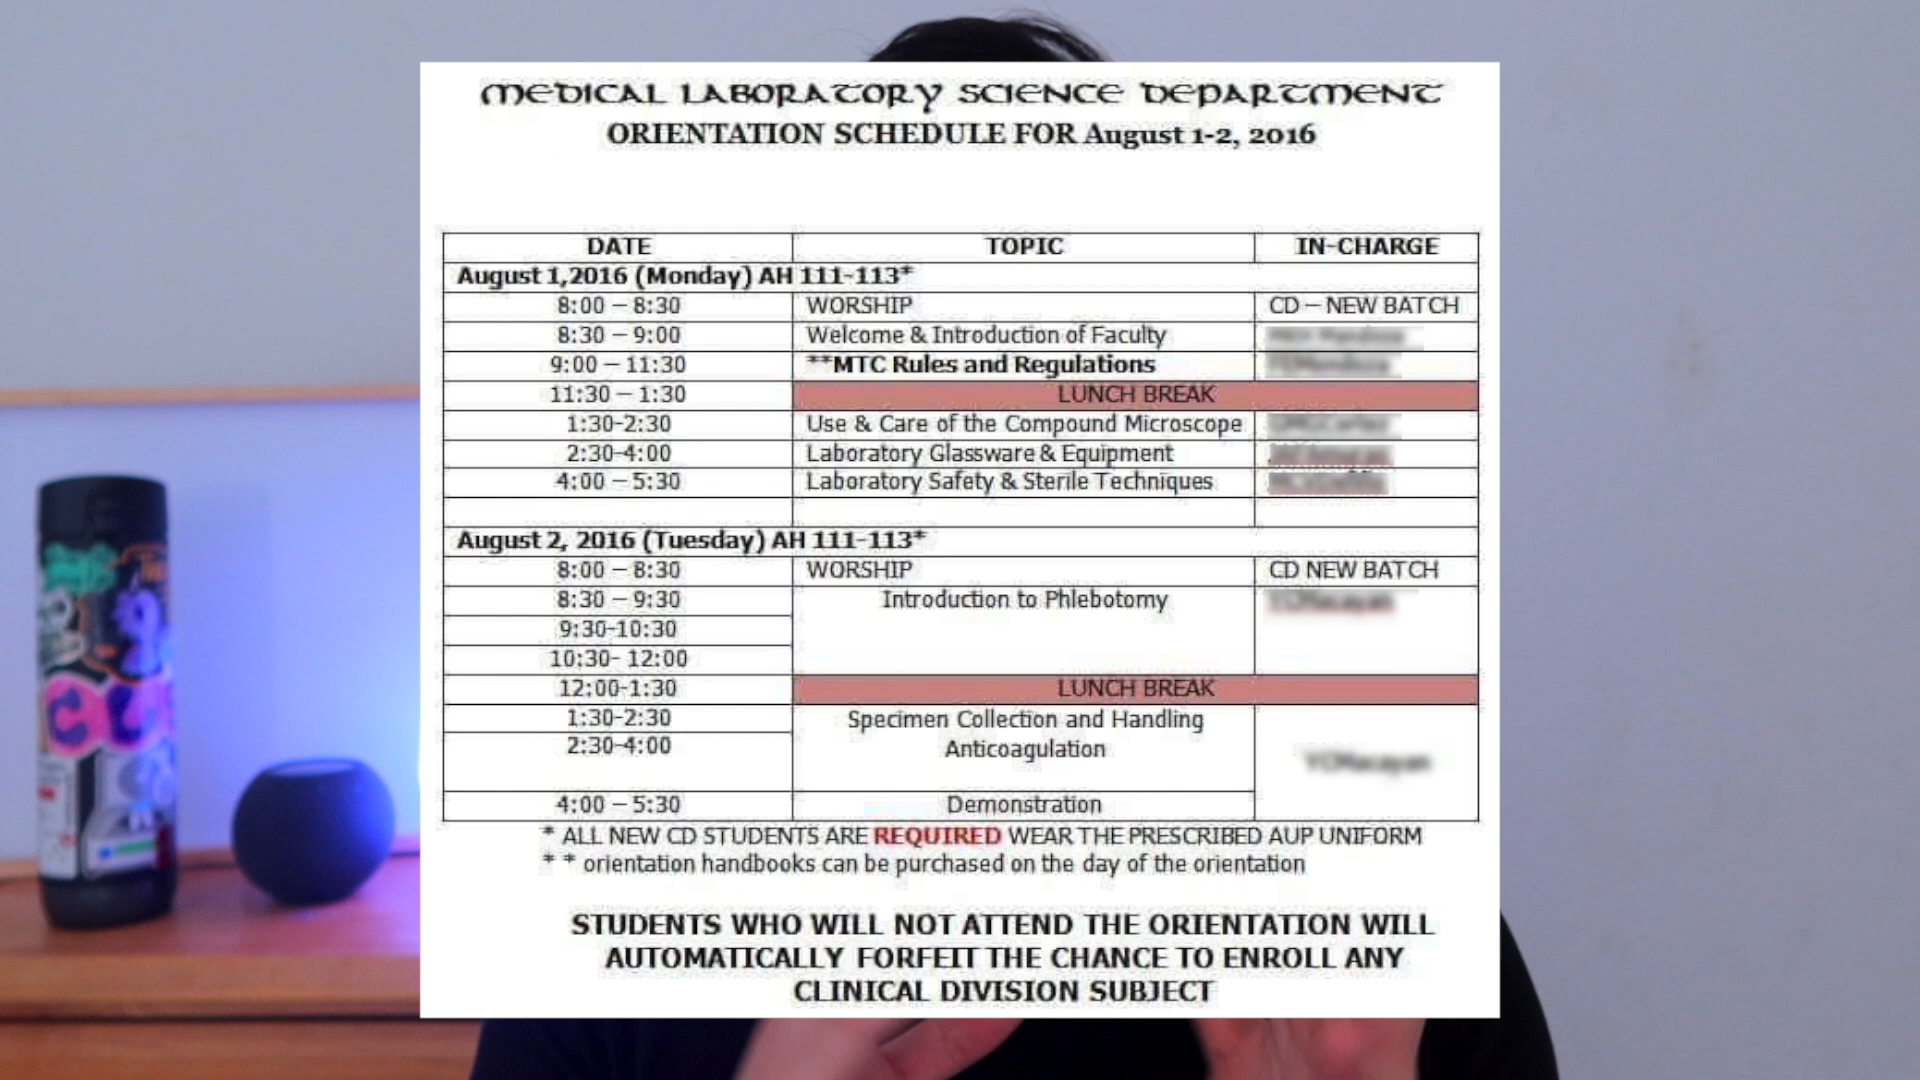 MEDICAL LABORATORY SCIENCE DEPARTMENT
ORIENTATION SCHEDULE FOR August 1-2, 2016
DATE TOPIC IN-CHARGE
August 1,2016 (Monday) AH 111-113*
8:00 – 8:30 WORSHIP CD – NEW BATCH
8:30 – 9:00 Welcome & Introduction of Faculty
9:00 – 11:30 **MTC Rules and Regulations
11:30 – 1:30 LUNCH BREAK
1:30-2:30 Use & Care of the Compound Microscope
2:30-4:00 Laboratory Glassware & Equipment
4:00 – 5:30 Laboratory Safety & Sterile Techniques
August 2, 2016 (Tuesday) AH 111-113*
8:00 – 8:30 WORSHIP CD NEW BATCH
8:30 – 9:30 Introduction to Phlebotomy
9:30-10:30
10:30- 12:00
12:00-1:30 LUNCH BREAK
1:30-2:30 Specimen Collection and Handling
2:30-4:00 Anticoagulation
4:00 – 5:30 Demonstration
* ALL NEW CD STUDENTS ARE REQUIRED WEAR THE PRESCRIBED AUP UNIFORM
* * orientation handbooks can be purchased on the day of the orientation
STUDENTS WHO WILL NOT ATTEND THE ORIENTATION WILL
AUTOMATICALLY FORFEIT THE CHANCE TO ENROLL ANY
CLINICAL DIVISION SUBJECT